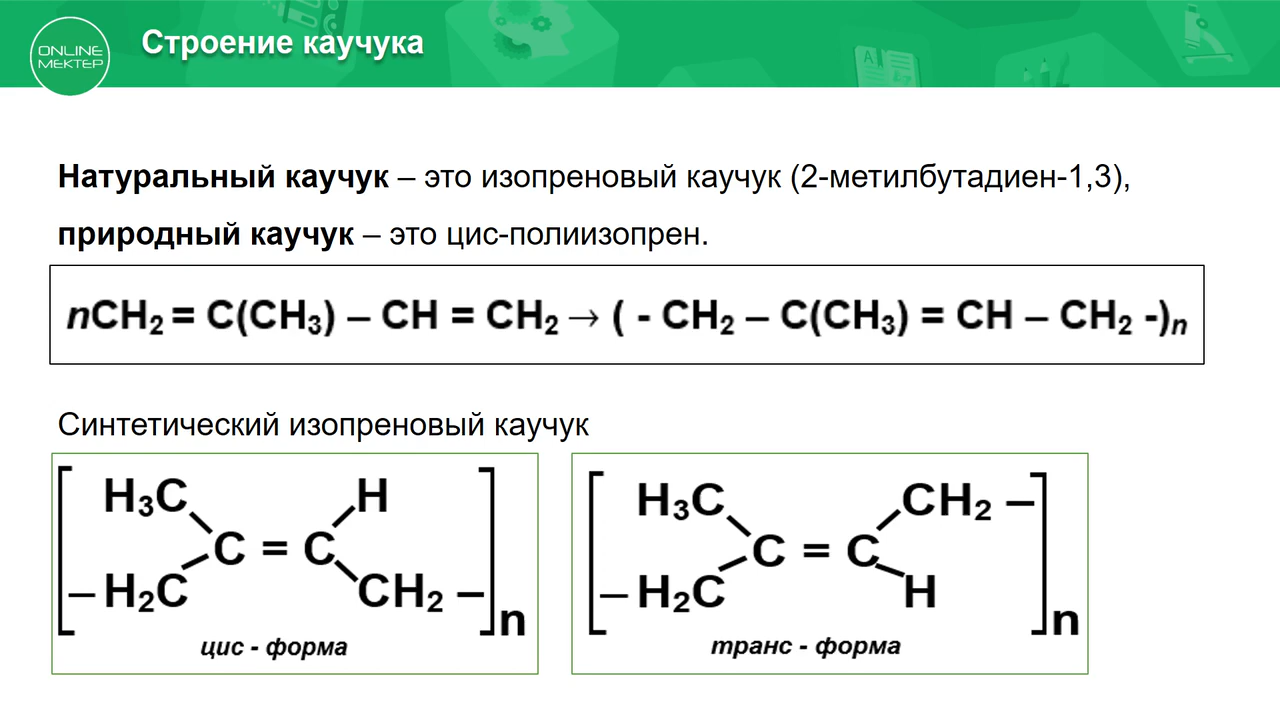 ONLINE
МЕКТЕР
Строение каучука
Натуральный каучук – это изопреновый каучук (2-метилбутадиен-1,3),
природный каучук – это цис-полиизопрен.
nCH₂ = C(CH₃) – CH = CH₂ → ( - CH₂ – C(CH₃) = CH – CH₂ -)n
Синтетический изопреновый каучук
H₃C H
C = C
– H₂C CH₂ –
n
цис - форма
H₃C CH₂ –
C = C
– H₂C H
n
транс - форма